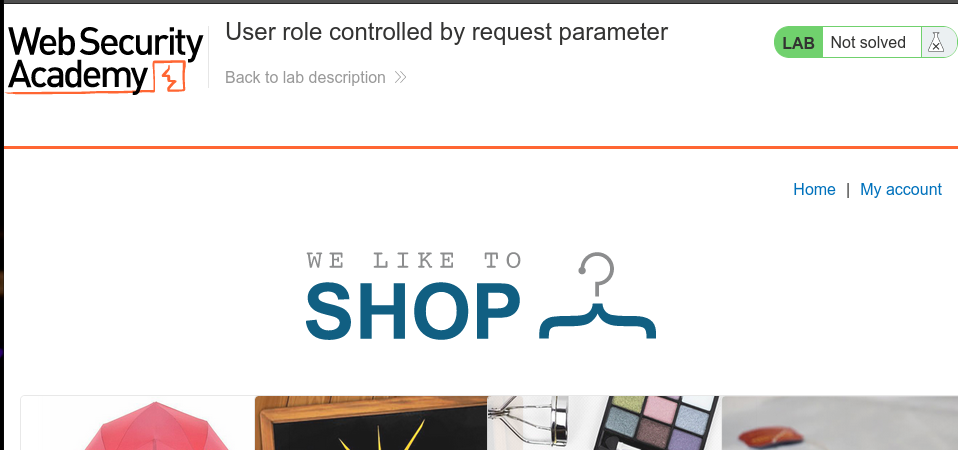 Web Security
Academy
User role controlled by request parameter
Back to lab description
LAB Not solved
Home | My account
WE LIKE TO
SHOP